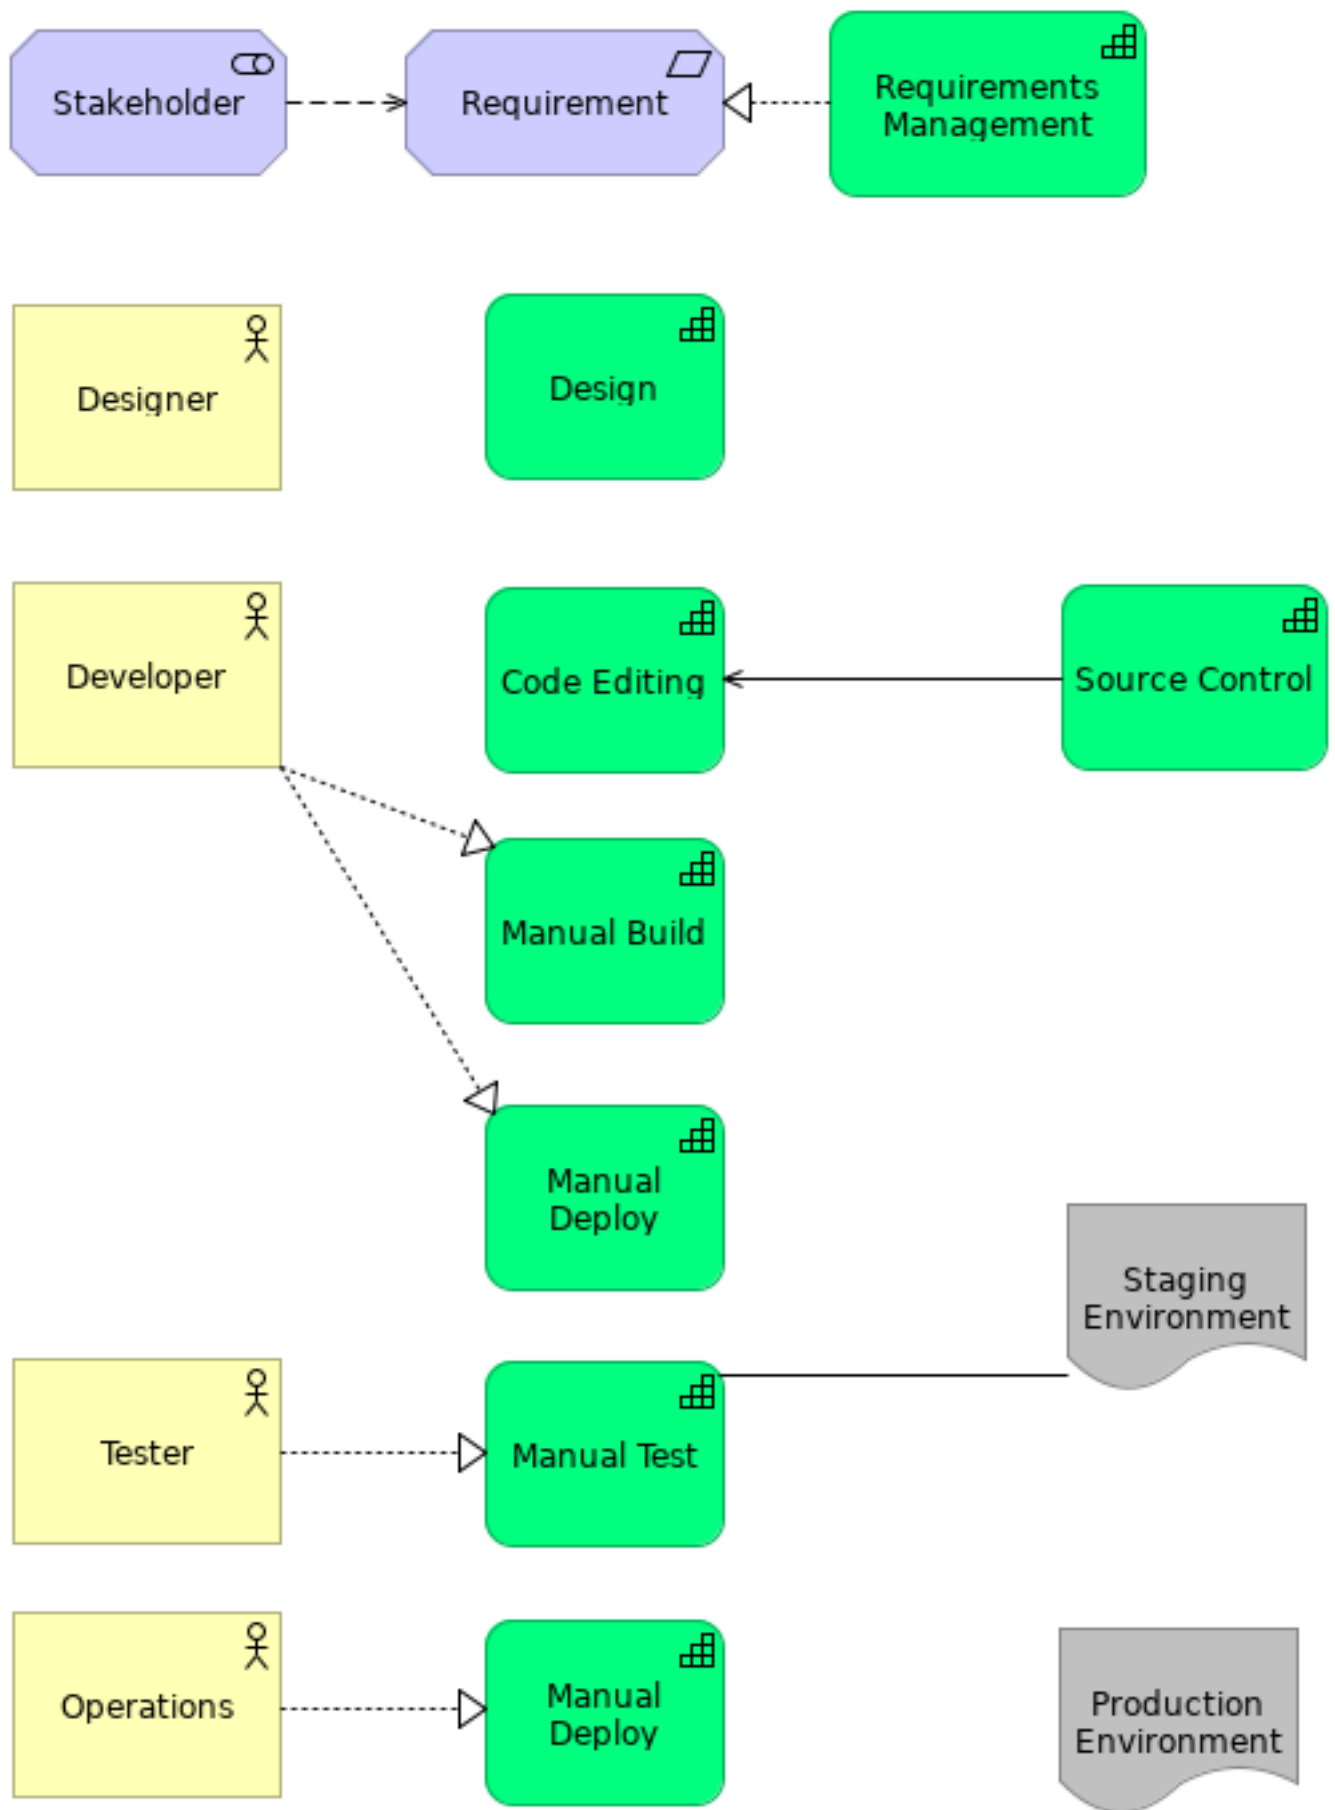 Stakeholder
Requirement
Requirements
Management
Designer
Design
Developer
Code Editing
Source Control
Manual Build
Manual
Deploy
Staging
Environment
Tester
Manual Test
Operations
Manual
Deploy
Production
Environment